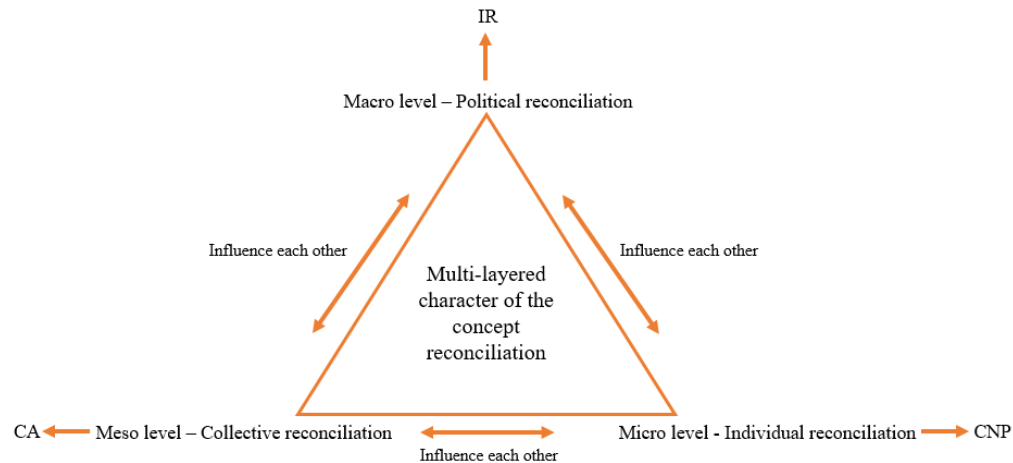 IR
Macro level – Political reconciliation
Influence each other
Influence each other
Multi-layered
character of the
concept
reconciliation
CA
Meso level – Collective reconciliation
Micro level - Individual reconciliation
CNP
Influence each other